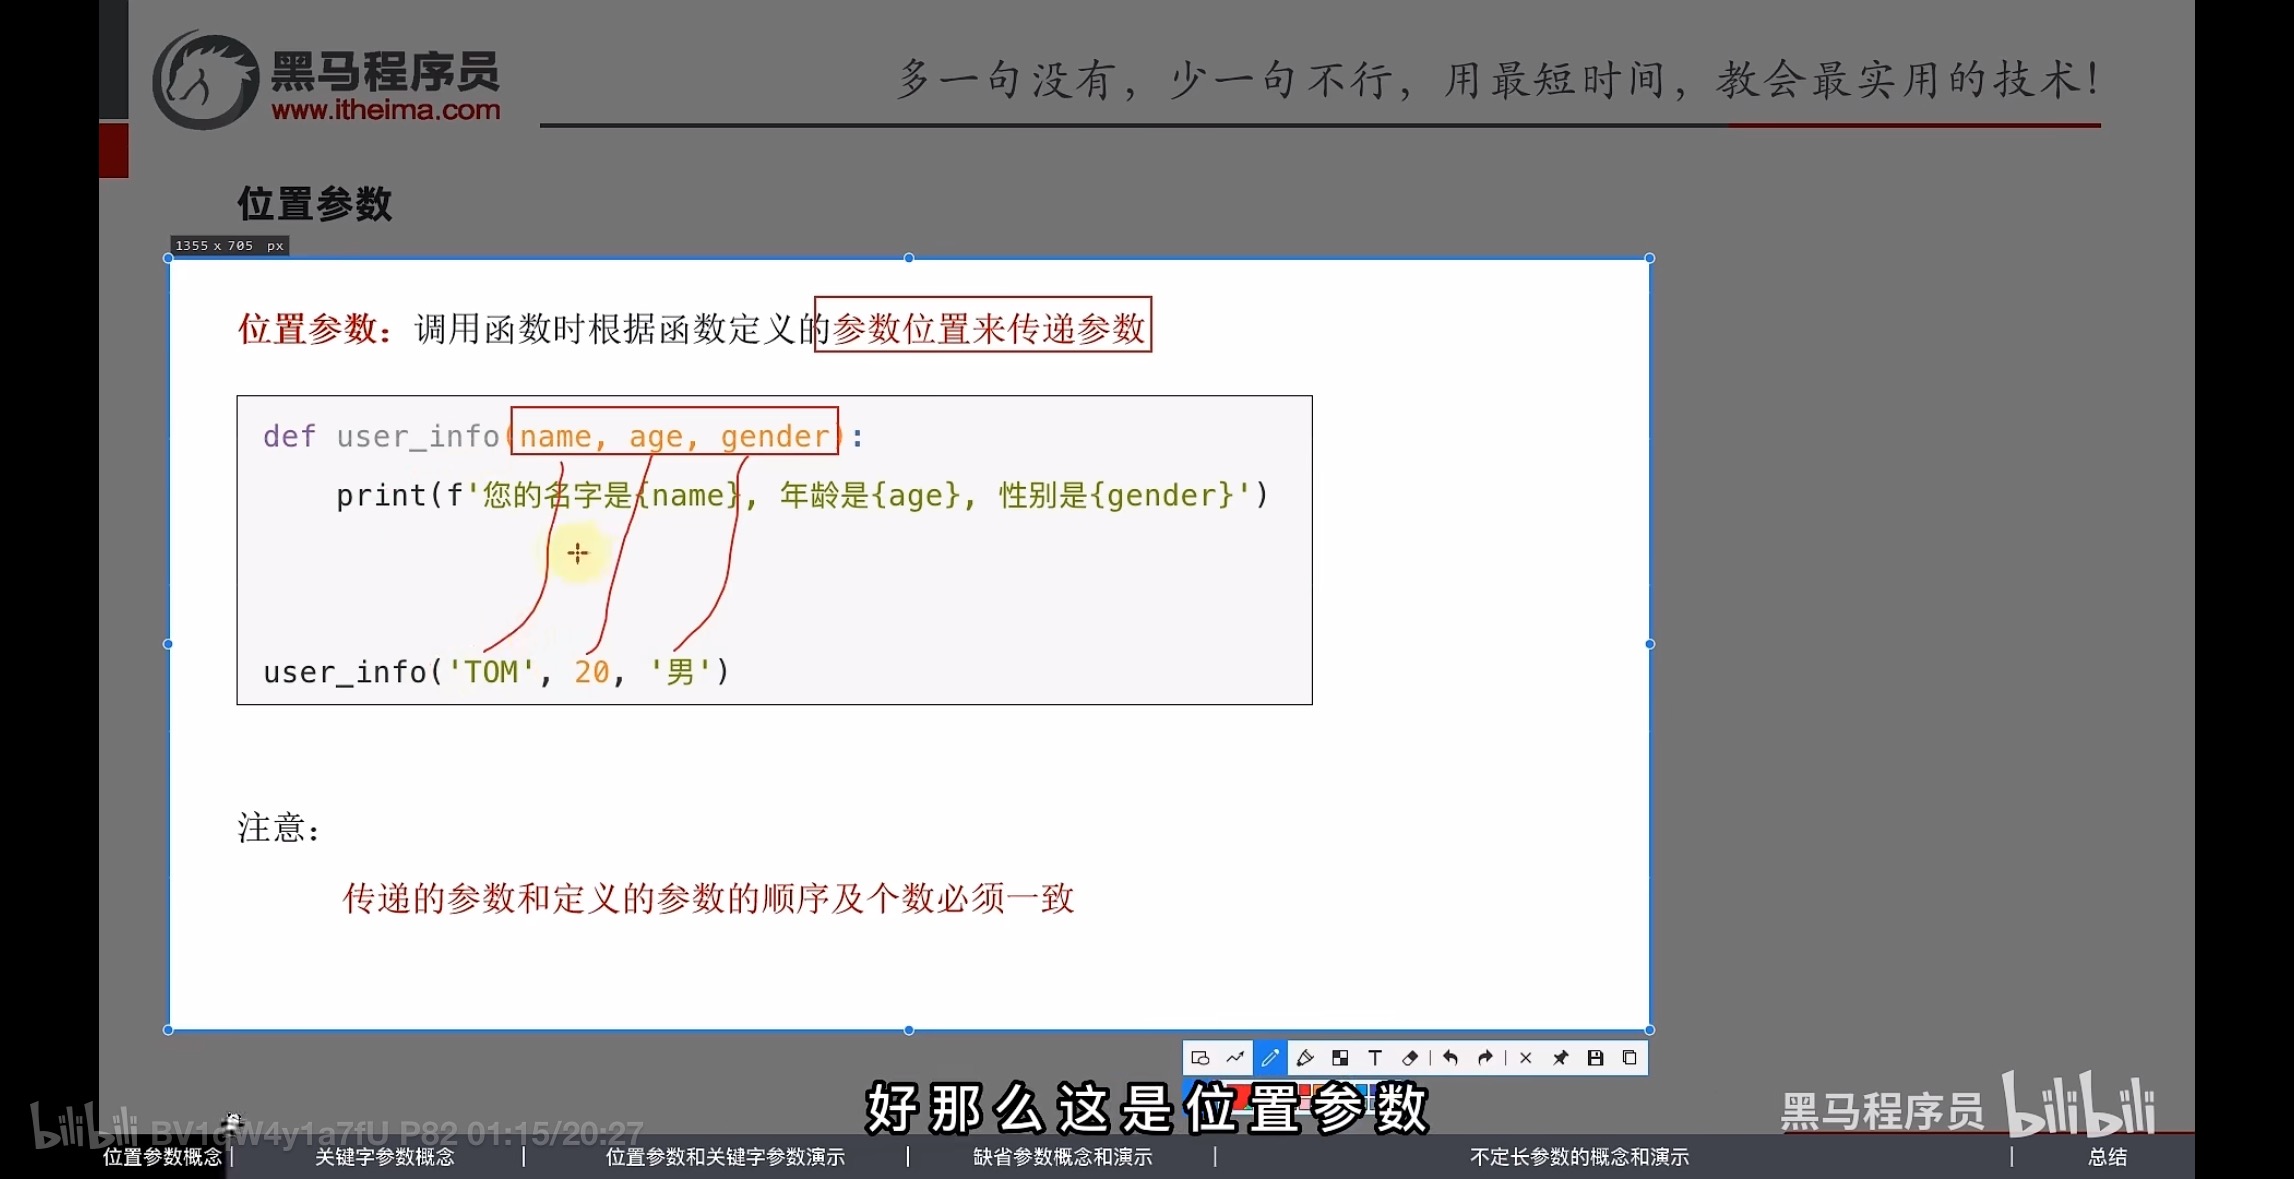 黑马程序员
www.itheima.com
多一句没有，少一句不行，用最短时间，教会最实用的技术！
位置参数
1355 x 705 px
位置参数：调用函数时根据函数定义的参数位置来传递参数
def user_info(name, age, gender):
print(f'您的名字是{name}, 年龄是{age}, 性别是{gender}')
user_info('TOM', 20, '男')
注意：
传递的参数和定义的参数的顺序及个数必须一致
好那么这是位置参数
黑马程序员 bilibili
bilibili BV1qW4y1a7fU P82 01:15/20:27
位置参数概念 | 关键字参数概念 | 位置参数和关键字参数演示 | 缺省参数概念和演示 | 不定长参数的概念和演示 | 总结